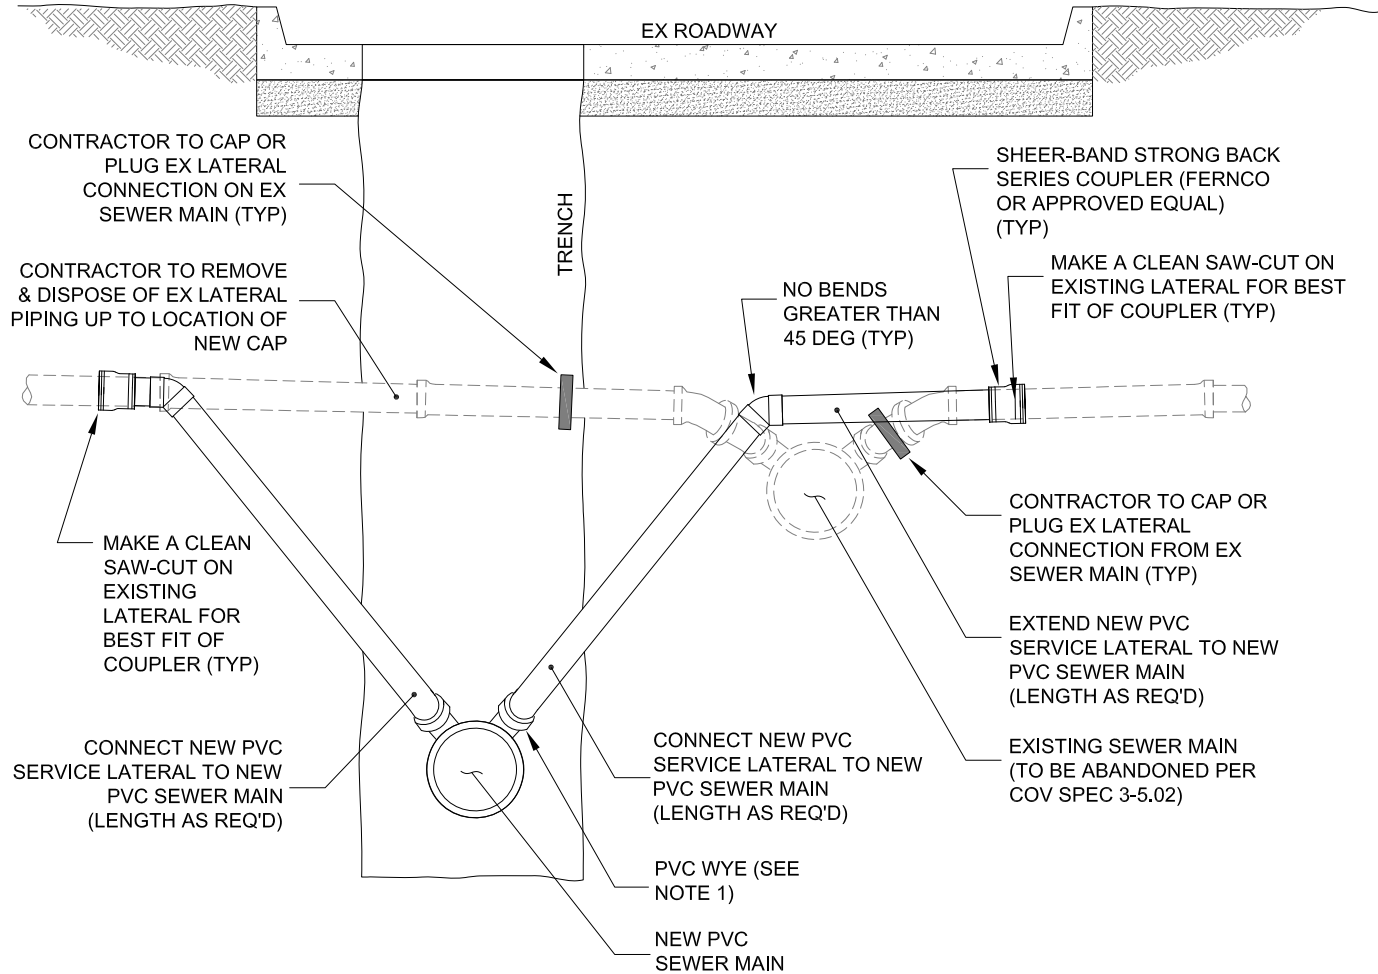 EX ROADWAY
CONTRACTOR TO CAP OR
PLUG EX LATERAL
CONNECTION ON EX
SEWER MAIN (TYP)
CONTRACTOR TO REMOVE
& DISPOSE OF EX LATERAL
PIPING UP TO LOCATION OF
NEW CAP
TRENCH
NO BENDS
GREATER THAN
45 DEG (TYP)
SHEER-BAND STRONG BACK
SERIES COUPLER (FERNCO
OR APPROVED EQUAL)
(TYP)
MAKE A CLEAN SAW-CUT ON
EXISTING LATERAL FOR BEST
FIT OF COUPLER (TYP)
MAKE A CLEAN
SAW-CUT ON
EXISTING
LATERAL FOR
BEST FIT OF
COUPLER (TYP)
CONTRACTOR TO CAP OR
PLUG EX LATERAL
CONNECTION FROM EX
SEWER MAIN (TYP)
EXTEND NEW PVC
SERVICE LATERAL TO NEW
PVC SEWER MAIN
(LENGTH AS REQ'D)
CONNECT NEW PVC
SERVICE LATERAL TO NEW
PVC SEWER MAIN
(LENGTH AS REQ'D)
CONNECT NEW PVC
SERVICE LATERAL TO NEW
PVC SEWER MAIN
(LENGTH AS REQ'D)
EXISTING SEWER MAIN
(TO BE ABANDONED PER
COV SPEC 3-5.02)
PVC WYE (SEE
NOTE 1)
NEW PVC
SEWER MAIN